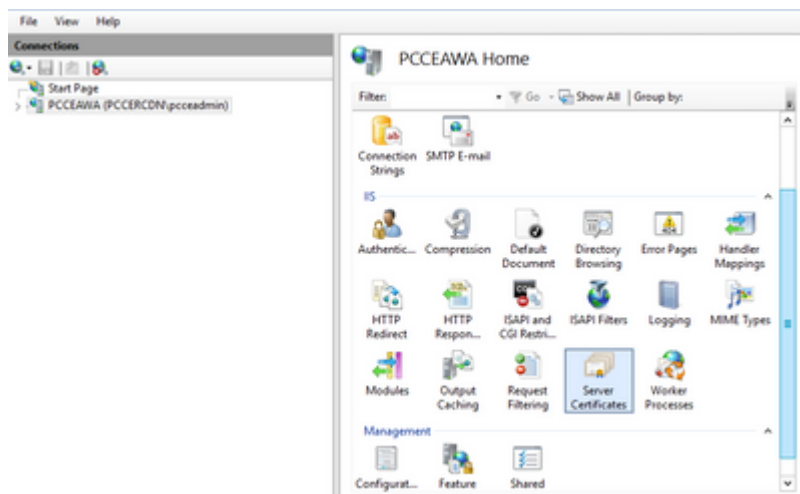 File View Help
Connections
Start Page
PCCEAWA (PCCERCDN\pcceadmin)
PCCEAWA Home
Filter: Go Show All Group by:
Connection Strings
SMTP E-mail
IIS
Authentic... Compression Default Document Directory Browsing Error Pages Handler Mappings
HTTP Redirect HTTP Respon... ISAPI and CGI Restri... ISAPI Filters Logging MIME Types
Modules Output Caching Request Filtering Server Certificates Worker Processes
Management
Configurat... Feature Shared